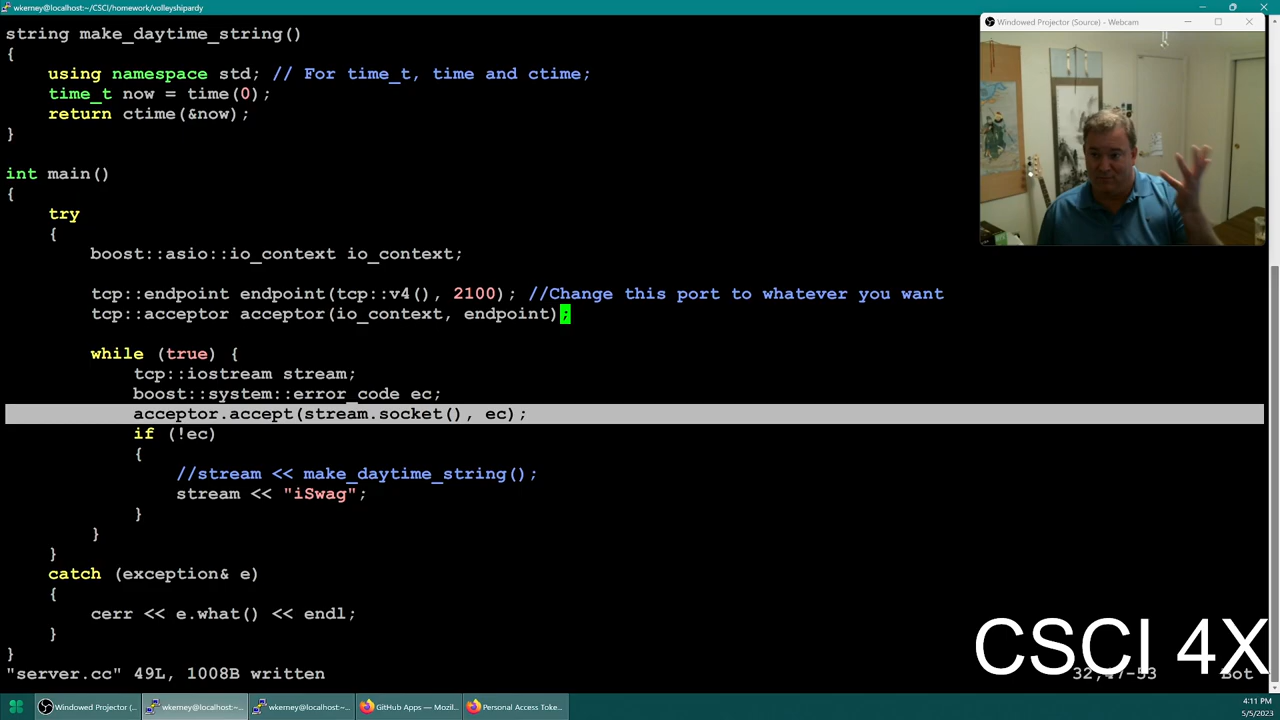 wkerney@localhost:~/CSCI/homework/volleyshipardy
string make_daytime_string()
{
using namespace std; // For time_t, time and ctime;
time_t now = time(0);
return ctime(&now);
}
int main()
{
try
{
boost::asio::io_context io_context;
tcp::endpoint endpoint(tcp::v4(), 2100); //Change this port to whatever you want
tcp::acceptor acceptor(io_context, endpoint);
while (true) {
tcp::iostream stream;
boost::system::error_code ec;
acceptor.accept(stream.socket(), ec);
if (!ec)
{
//stream << make_daytime_string();
stream << "iSwag";
}
}
}
catch (exception& e)
{
cerr << e.what() << endl;
}
}
"server.cc" 49L, 1008B written
32,47-53
Bot
Windowed Projector (Source) - Webcam
CSCI 4X
Windowed Projector (...
wkerney@localhost:~...
wkerney@localhost:~...
GitHub Apps — Mozil...
Personal Access Toke...
4:11 PM
5/5/2023